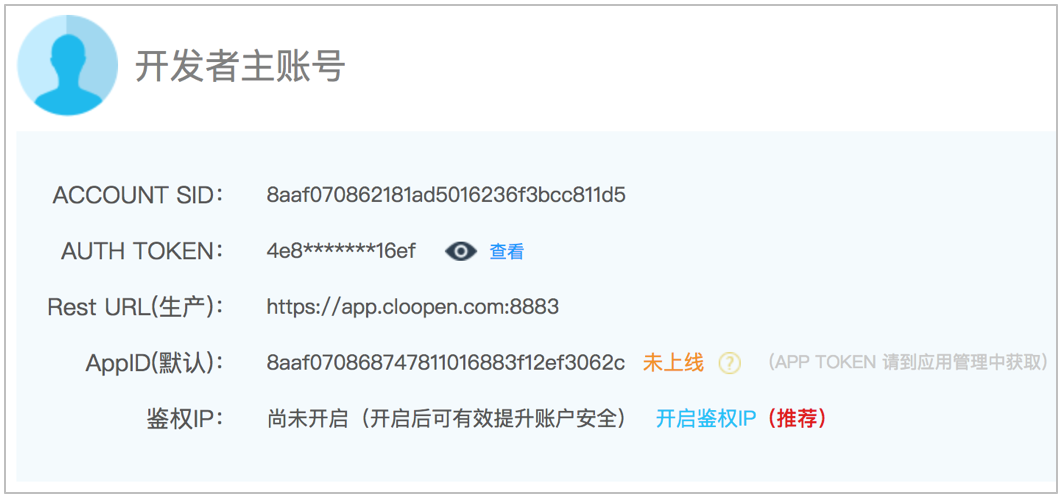 开发者主账号
ACCOUNT SID： 8aaf070862181ad5016236f3bcc811d5
AUTH TOKEN： 4e8*******16ef 查看
Rest URL(生产)： https://app.cloopen.com:8883
AppID(默认)： 8aaf070868747811016883f12ef3062c 未上线 ? （APP TOKEN 请到应用管理中获取）
鉴权IP： 尚未开启（开启后可有效提升账户安全） 开启鉴权IP（推荐）